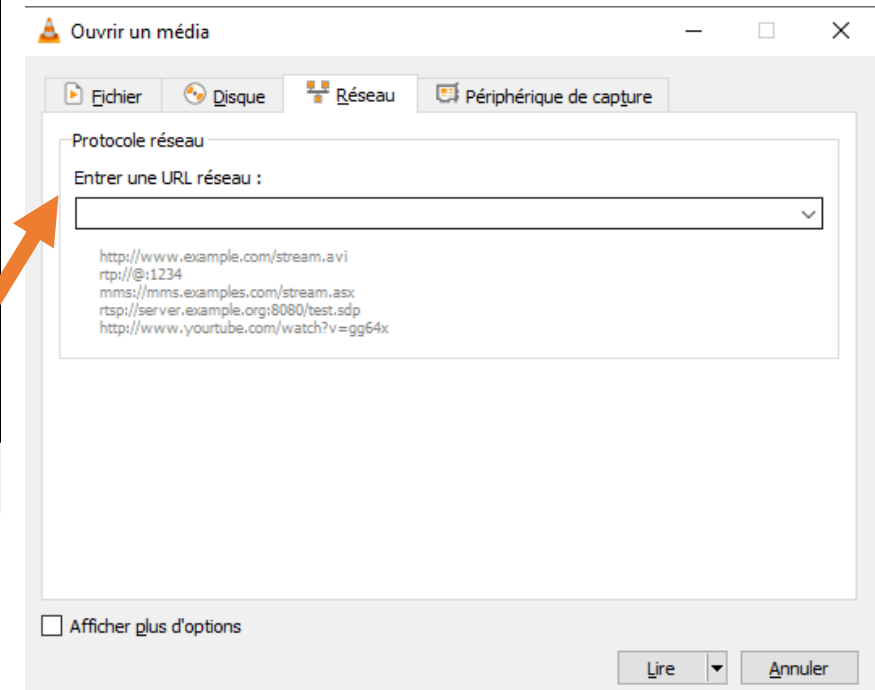 Ouvrir un média
Fichier Disque Réseau Périphérique de capture
Protocole réseau
Entrer une URL réseau :
http://www.example.com/stream.avi
rtp://@:1234
mms://mms.examples.com/stream.asx
rtsp://server.example.org:8080/test.sdp
http://www.yourtube.com/watch?v=gg64x
Afficher plus d'options
Lire Annuler